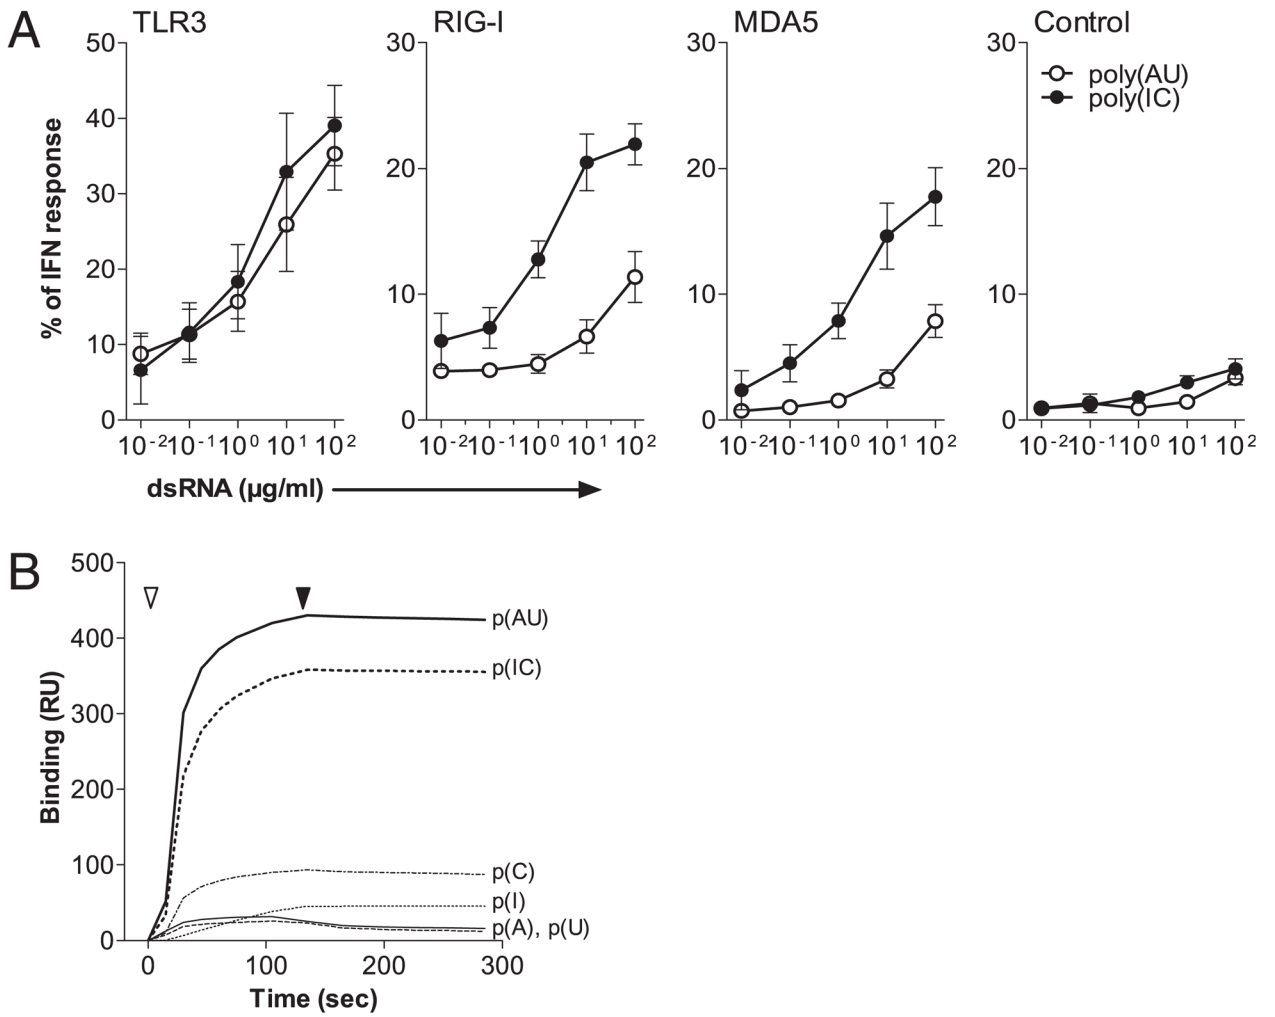 A
TLR3
RIG-I
MDA5
Control
50
40
30
20
10
0
% of IFN response
30
20
10
0
30
20
10
0
30
20
10
0
poly(AU)
poly(IC)
10⁻² 10⁻¹ 10⁰ 10¹ 10²
10⁻² 10⁻¹ 10⁰ 10¹ 10²
10⁻² 10⁻¹ 10⁰ 10¹ 10²
10⁻² 10⁻¹ 10⁰ 10¹ 10²
dsRNA (µg/ml)
B
500
400
300
200
100
0
Binding (RU)
p(AU)
p(IC)
p(C)
p(I)
p(A), p(U)
0 100 200 300
Time (sec)